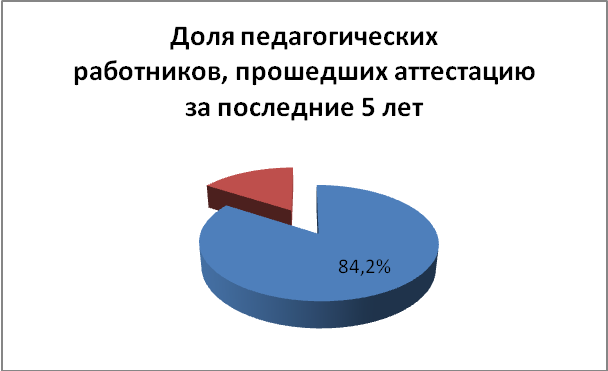 Доля педагогических
работников, прошедших аттестацию
за последние 5 лет
84,2%